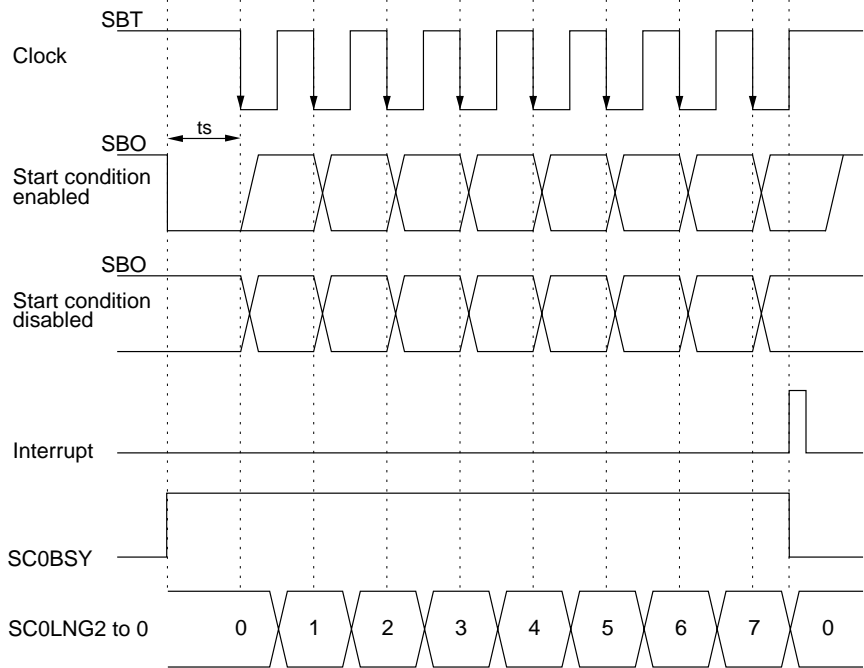 SBT
Clock
ts
SBO
Start condition
enabled
SBO
Start condition
disabled
Interrupt
SC0BSY
SC0LNG2 to 0 0 1 2 3 4 5 6 7 0